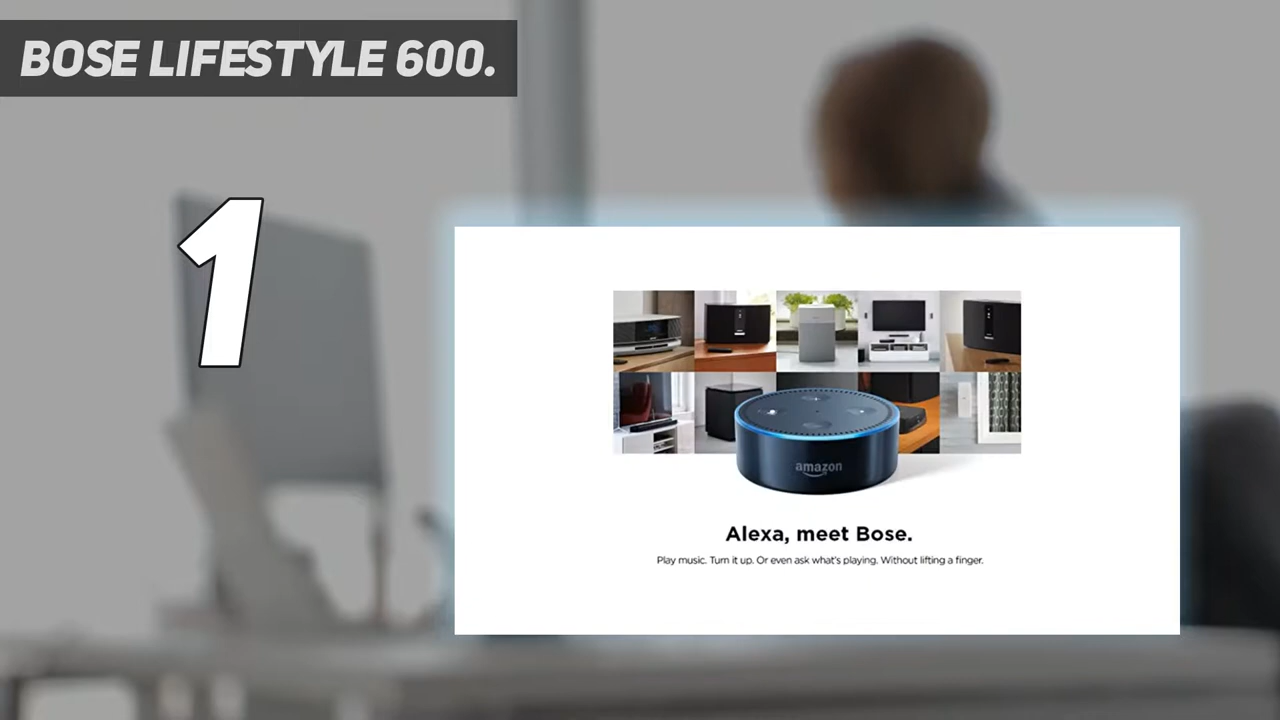 BOSE LIFESTYLE 600.
1
amazon
Alexa, meet Bose.
Play music. Turn it up. Or even ask what's playing. Without lifting a finger.